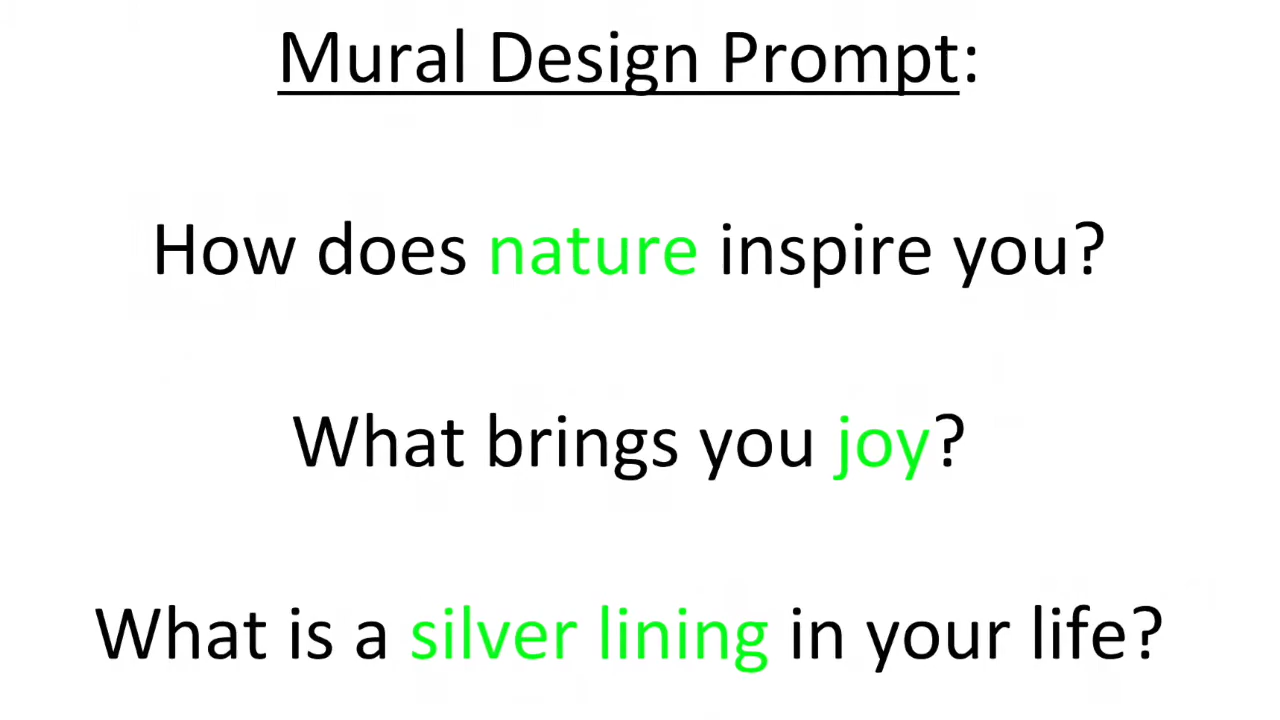 Mural Design Prompt:
How does nature inspire you?
What brings you joy?
What is a silver lining in your life?